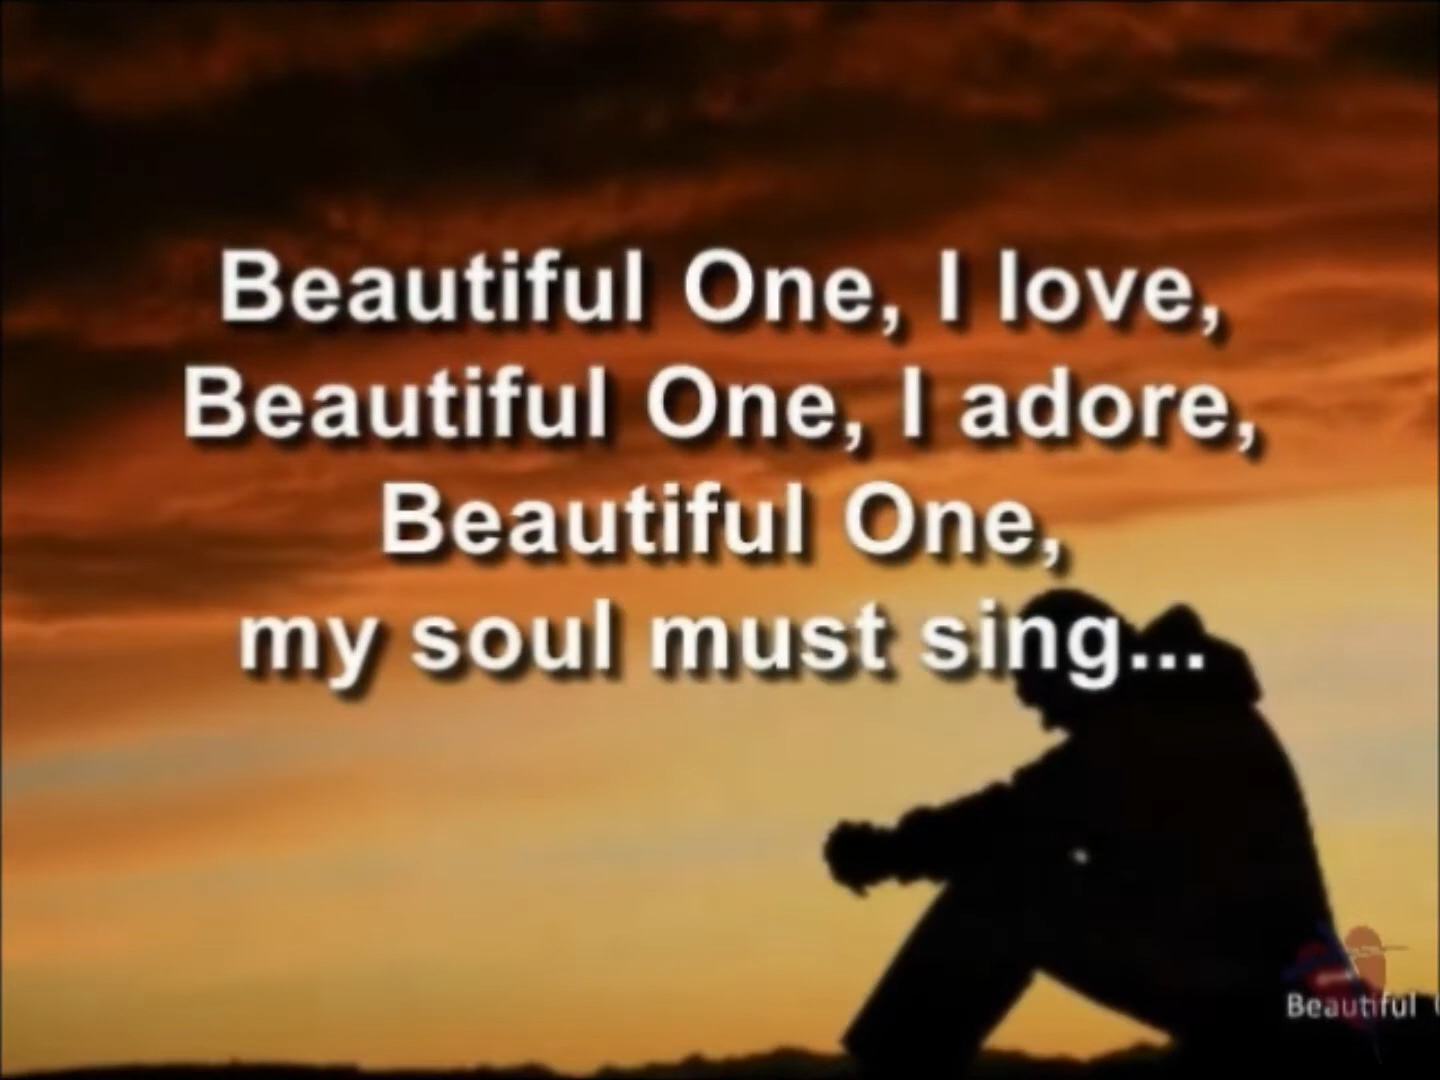 Beautiful One, I love,
Beautiful One, I adore,
Beautiful One,
my soul must sing...
Beautiful